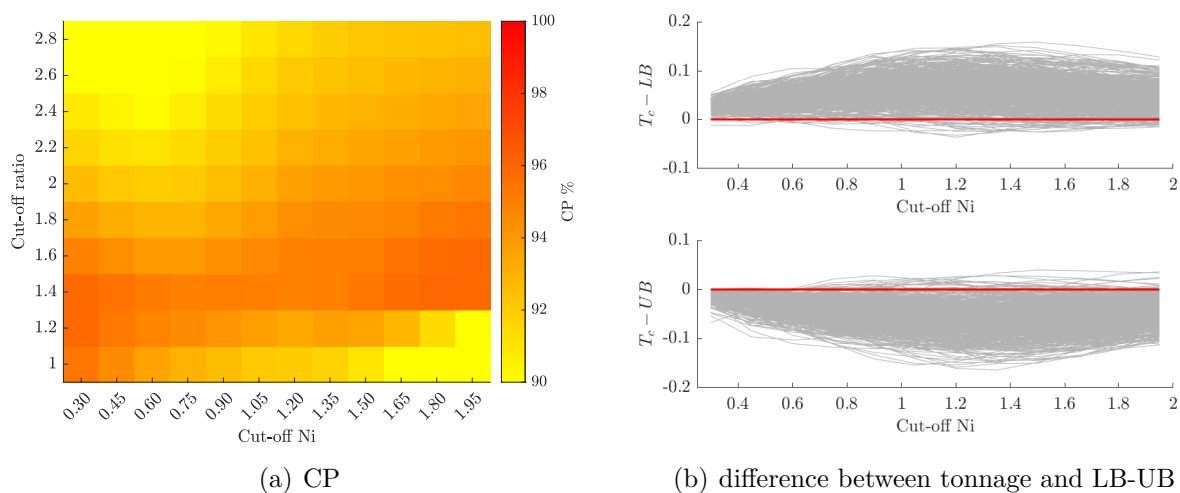 2.8
2.6
2.4
2.2
2
1.8
1.6
1.4
1.2
1
Cut-off ratio
0.30 0.45 0.60 0.75 0.90 1.05 1.20 1.35 1.50 1.65 1.80 1.95
Cut-off Ni
100
98
96
94
92
90
CP %
(a) CP
0.2
0.1
0
-0.1
T_c − LB
0.4 0.6 0.8 1 1.2 1.4 1.6 1.8 2
Cut-off Ni
0.1
0
-0.1
-0.2
T_c − UB
0.4 0.6 0.8 1 1.2 1.4 1.6 1.8 2
Cut-off Ni
(b) difference between tonnage and LB-UB